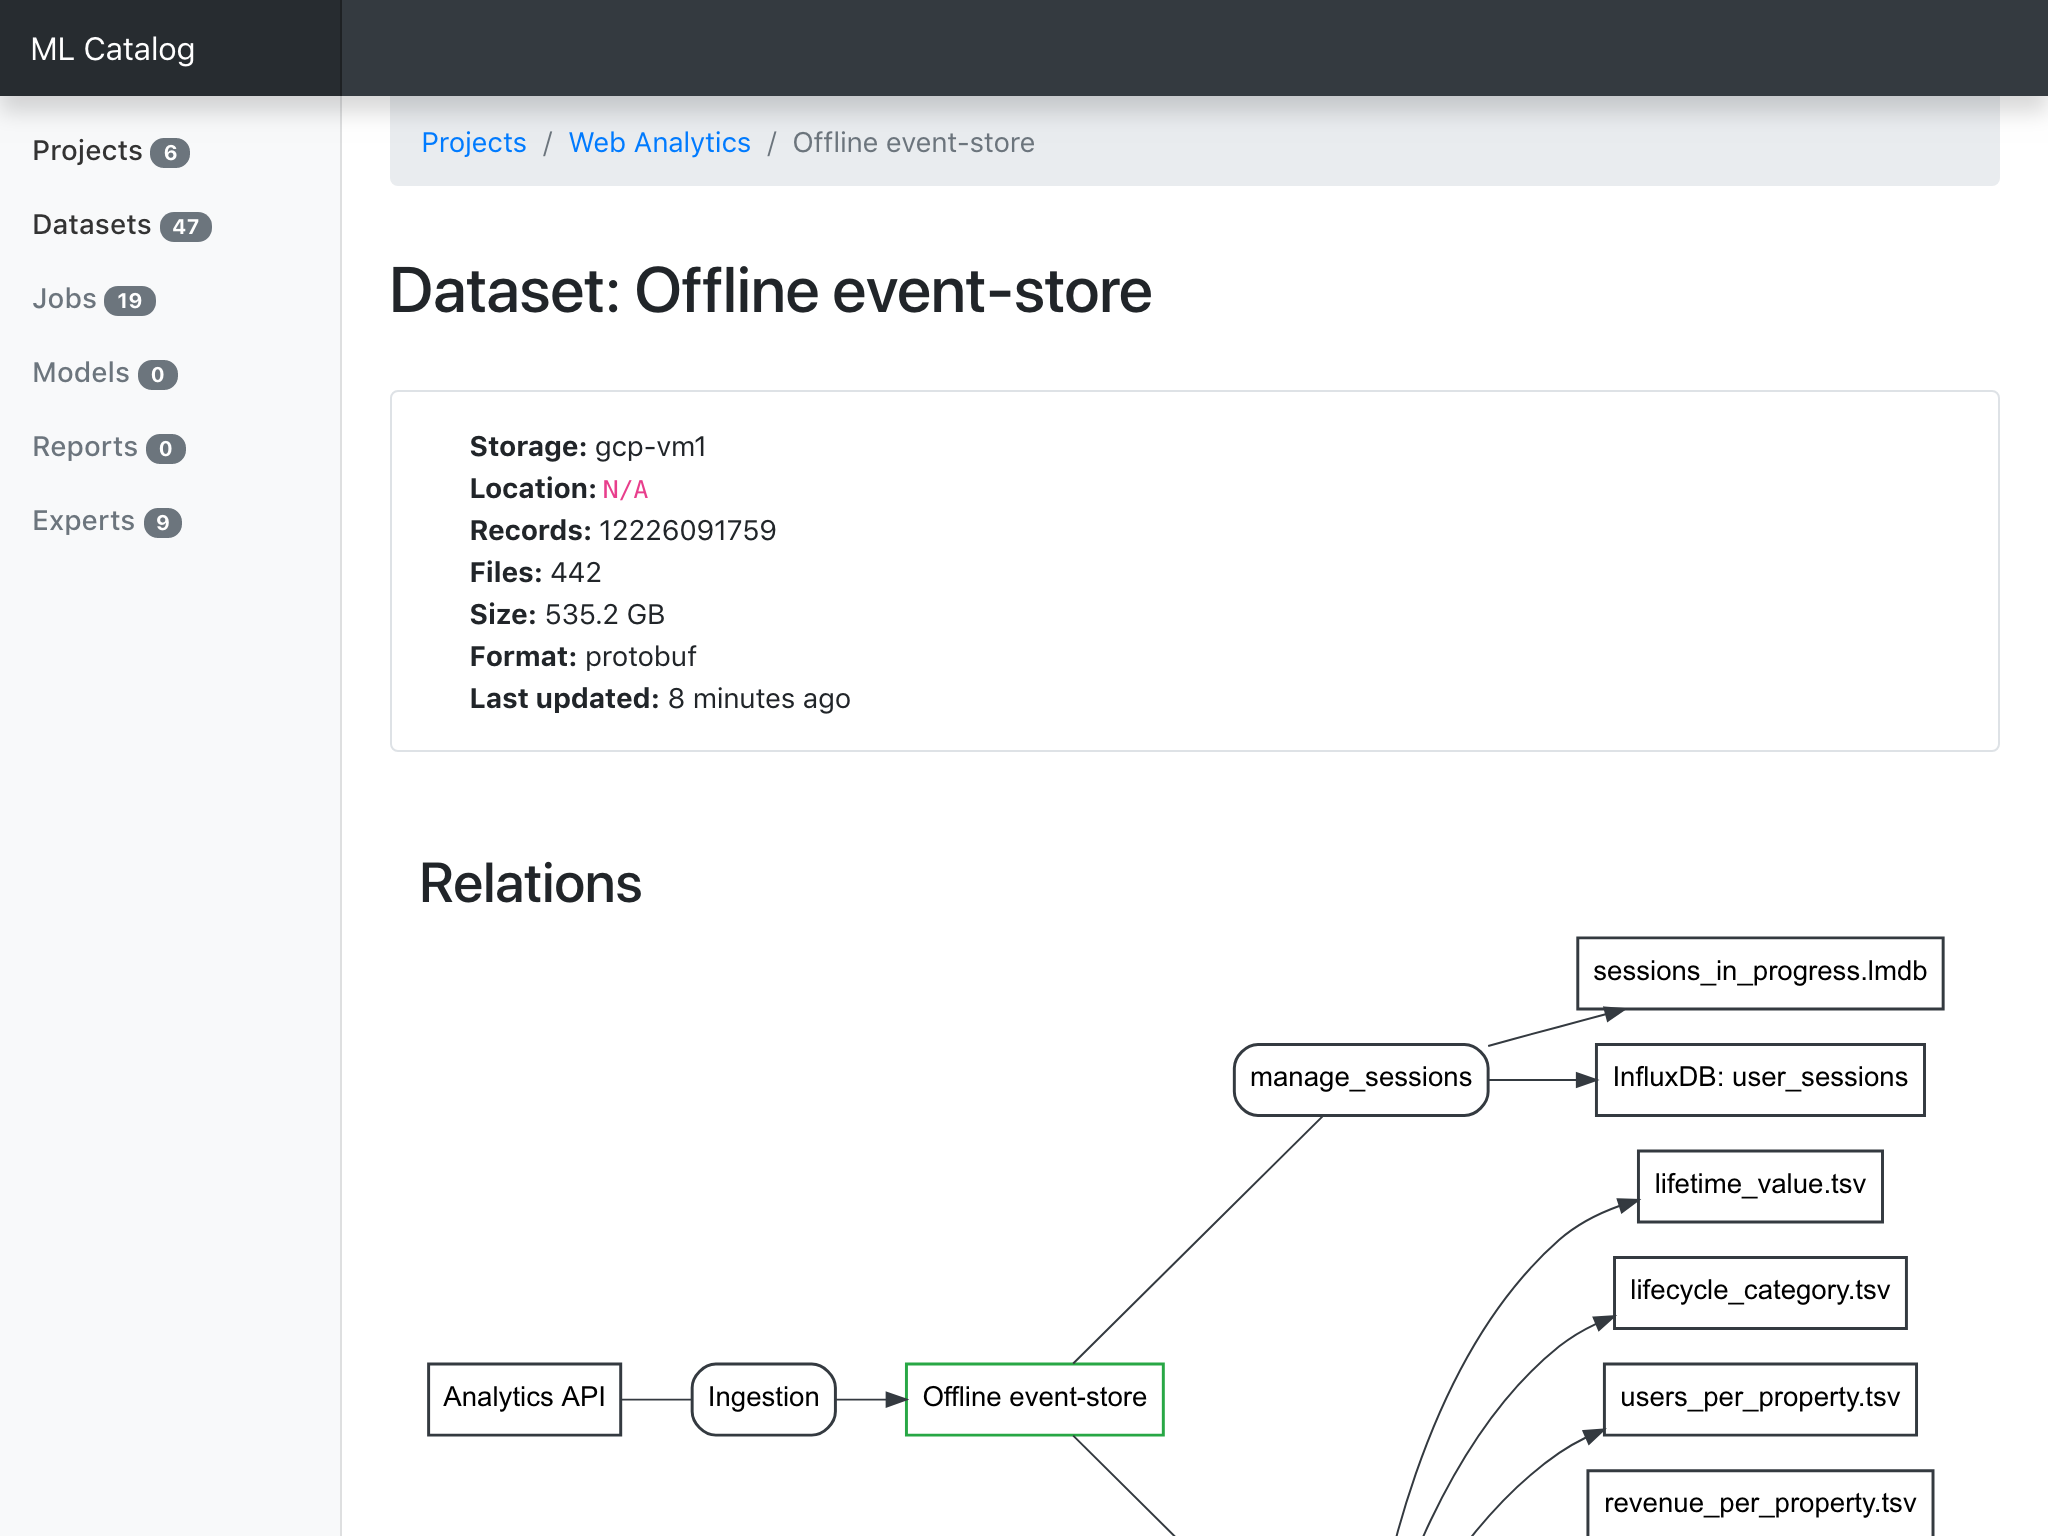 ML Catalog
Projects 6
Datasets 47
Jobs 19
Models 0
Reports 0
Experts 9
Projects / Web Analytics / Offline event-store
Dataset: Offline event-store
Storage: gcp-vm1
Location: N/A
Records: 12226091759
Files: 442
Size: 535.2 GB
Format: protobuf
Last updated: 8 minutes ago
Relations
sessions_in_progress.lmdb
manage_sessions
InfluxDB: user_sessions
lifetime_value.tsv
lifecycle_category.tsv
Analytics API
Ingestion
Offline event-store
users_per_property.tsv
revenue_per_property.tsv